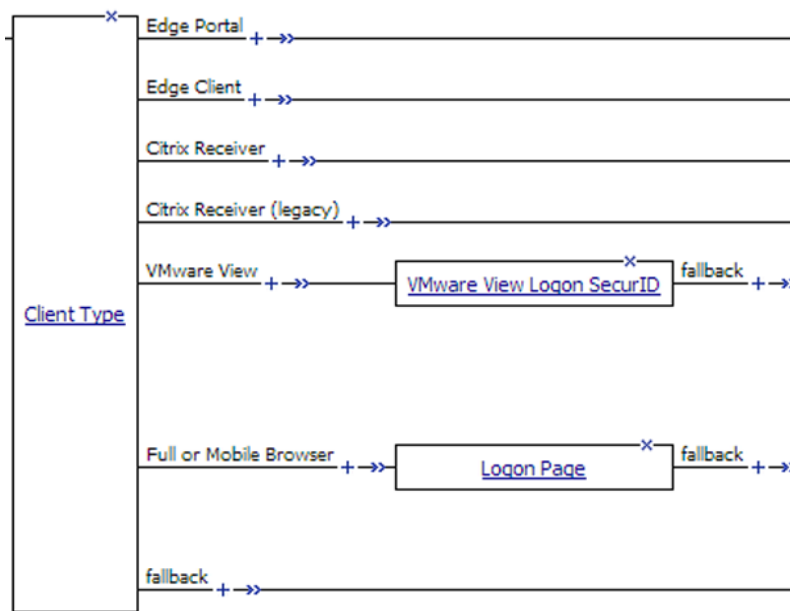 Edge Portal
Edge Client
Citrix Receiver
Citrix Receiver (legacy)
VMware View
VMware View Logon SecurID
fallback
Client Type
Full or Mobile Browser
Logon Page
fallback
fallback